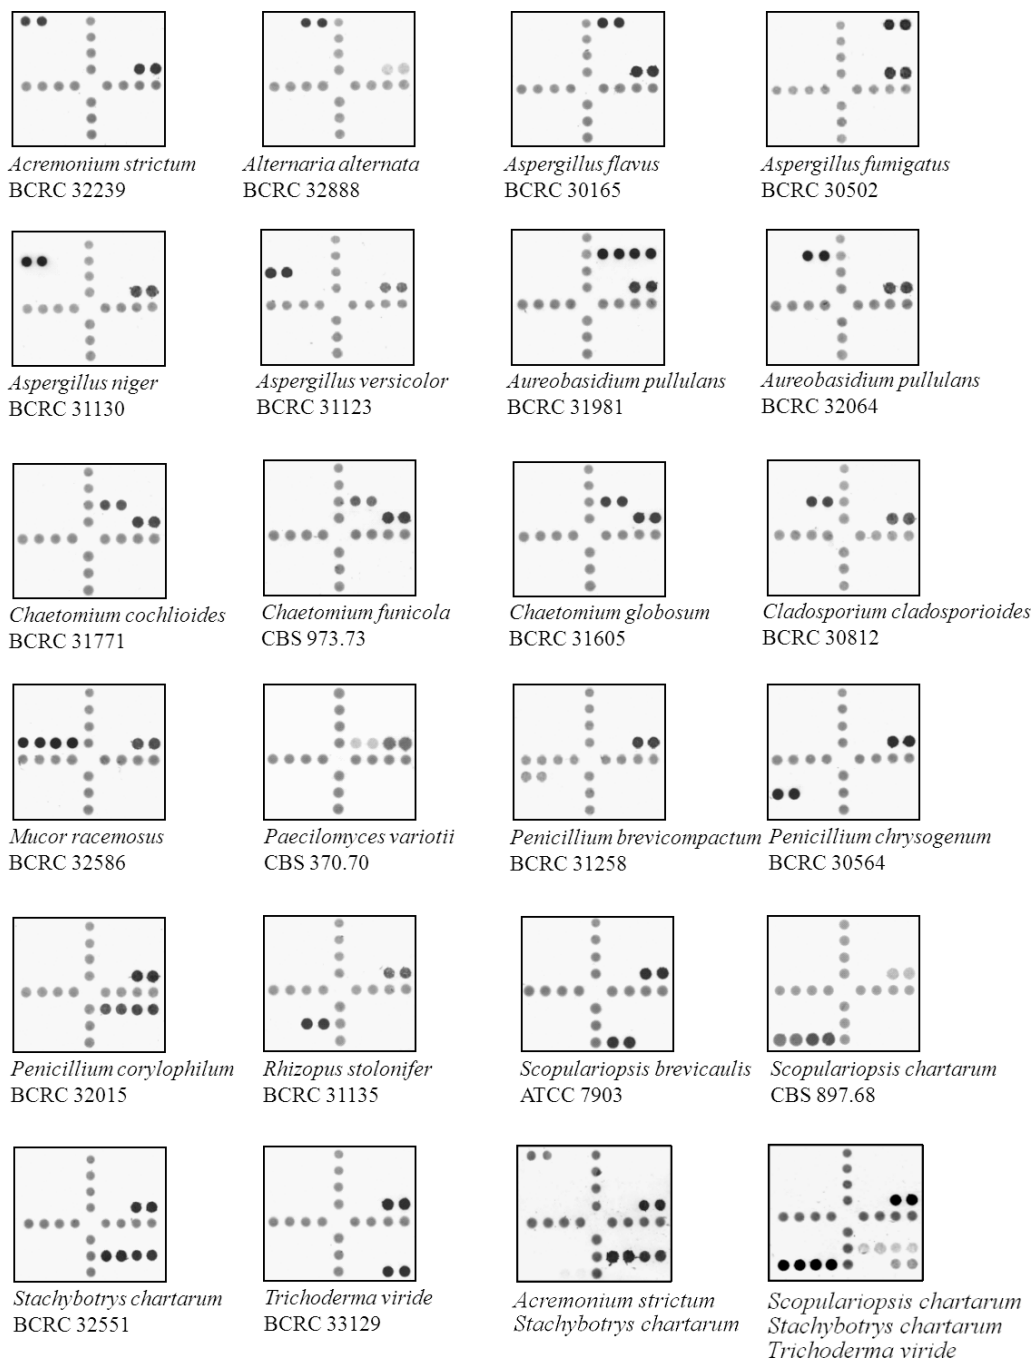 Acremonium strictum
BCRC 32239
Alternaria alternata
BCRC 32888
Aspergillus flavus
BCRC 30165
Aspergillus fumigatus
BCRC 30502
Aspergillus niger
BCRC 31130
Aspergillus versicolor
BCRC 31123
Aureobasidium pullulans
BCRC 31981
Aureobasidium pullulans
BCRC 32064
Chaetomium cochlioides
BCRC 31771
Chaetomium funicola
CBS 973.73
Chaetomium globosum
BCRC 31605
Cladosporium cladosporioides
BCRC 30812
Mucor racemosus
BCRC 32586
Paecilomyces variotii
CBS 370.70
Penicillium brevicompactum
BCRC 31258
Penicillium chrysogenum
BCRC 30564
Penicillium corylophilum
BCRC 32015
Rhizopus stolonifer
BCRC 31135
Scopulariopsis brevicaulis
ATCC 7903
Scopulariopsis chartarum
CBS 897.68
Stachybotrys chartarum
BCRC 32551
Trichoderma viride
BCRC 33129
Acremonium strictum
Stachybotrys chartarum
Scopulariopsis chartarum
Stachybotrys chartarum
Trichoderma viride